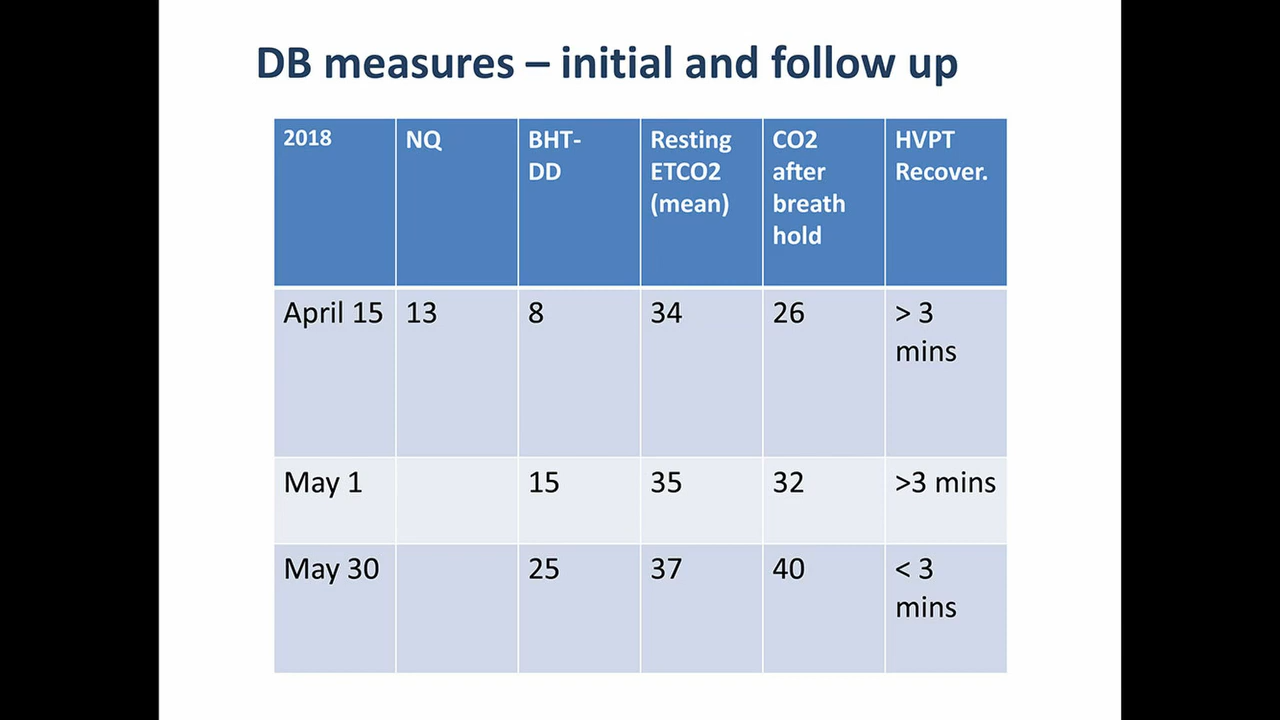 DB measures – initial and follow up
2018
NQ
BHT-
DD
Resting
ETCO2
(mean)
CO2
after
breath
hold
HVPT
Recover.
April 15
13
8
34
26
> 3
mins
May 1
15
35
32
>3 mins
May 30
25
37
40
< 3
mins